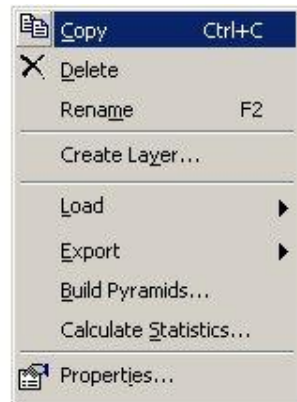 Copy Ctrl+C
Delete
Rename F2
Create Layer...
Load
Export
Build Pyramids...
Calculate Statistics...
Properties...